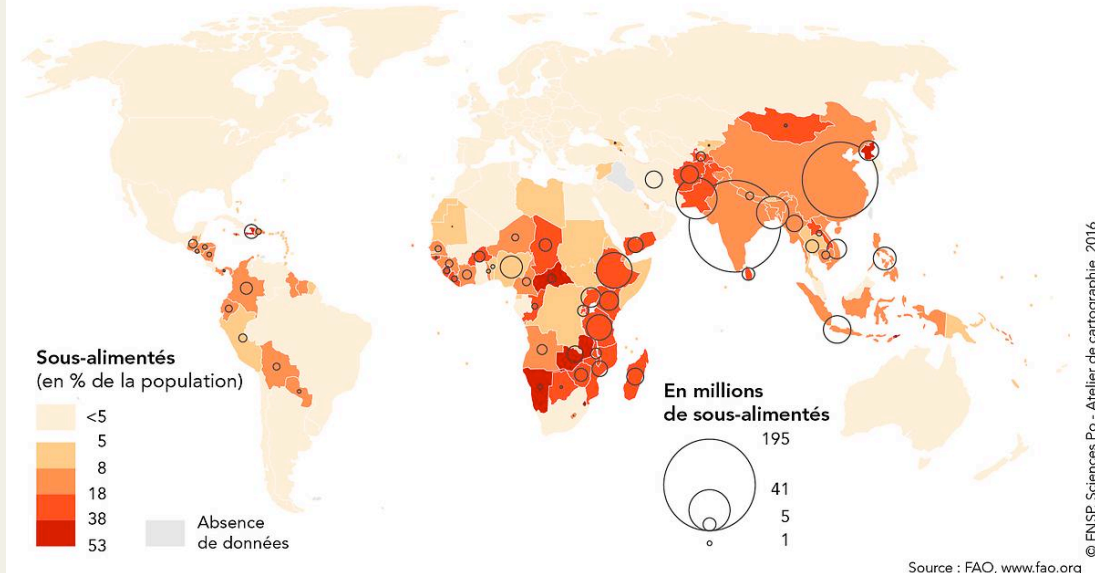 Sous-alimentés
(en % de la population)
<5
5
8
18
38
53
Absence
de données
En millions
de sous-alimentés
195
41
5
1
Source : FAO, www.fao.org
© FNSP. Sciences Po - Atelier de cartographie, 2016